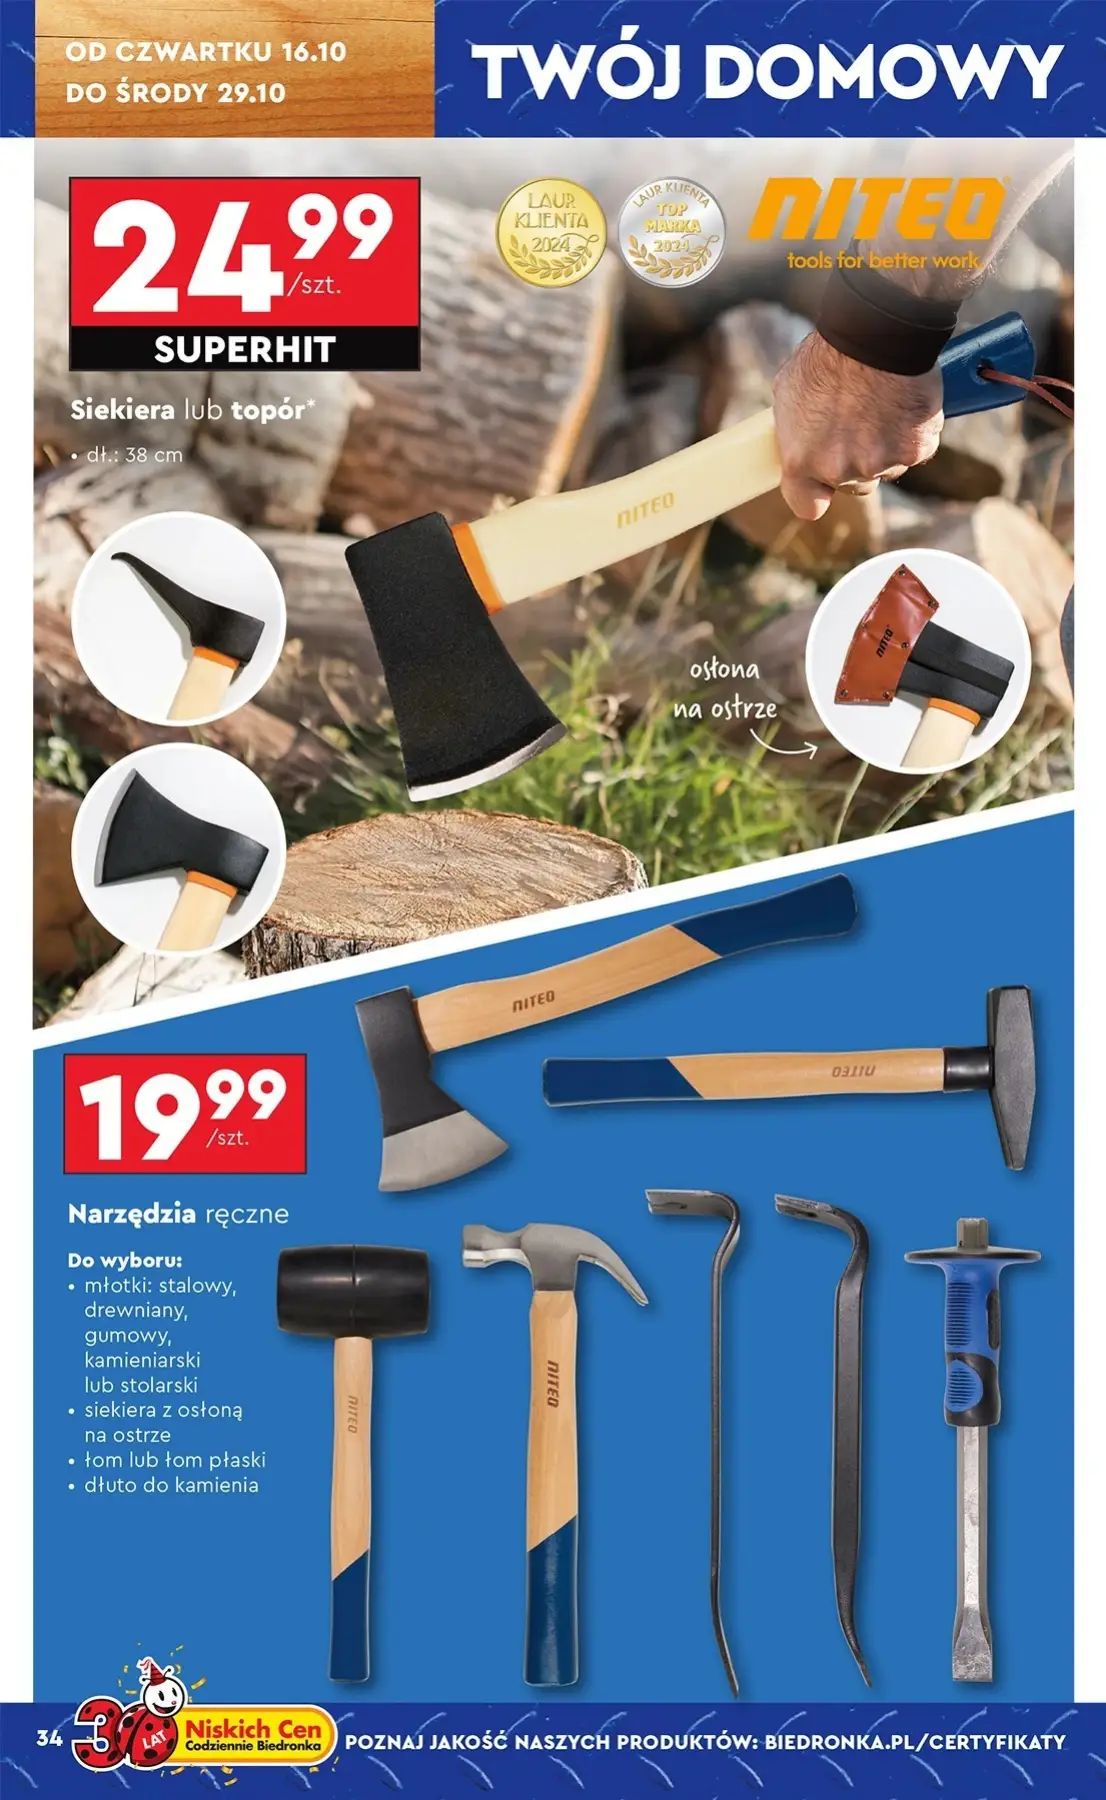 OD CZWARTKU 16.10
DO ŚRODY 29.10
TWÓJ DOMOWY
24.99
/szt.
SUPERHIT
LAUR
KLIENTA
2024
LAUR KLIENTA
TOP
MARKA
2024
NITEO
tools for better work.
Siekiera lub topór*
• dł.: 38 cm
NITEO
NITEO
osłona
na ostrze
NITEO
NITEO
19.99
/szt.
Narzędzia ręczne
Do wyboru:
• młotki: stalowy,
drewniany,
gumowy,
kamieniarski
lub stolarski
• siekiera z osłoną
na ostrze
• łom lub łom płaski
• dłuto do kamienia
NITEO
NITEO
34
30
LAT
Niskich Cen
Codziennie Biedronka
POZNAJ JAKOŚĆ NASZYCH PRODUKTÓW: BIEDRONKA.PL/CERTYFIKATY